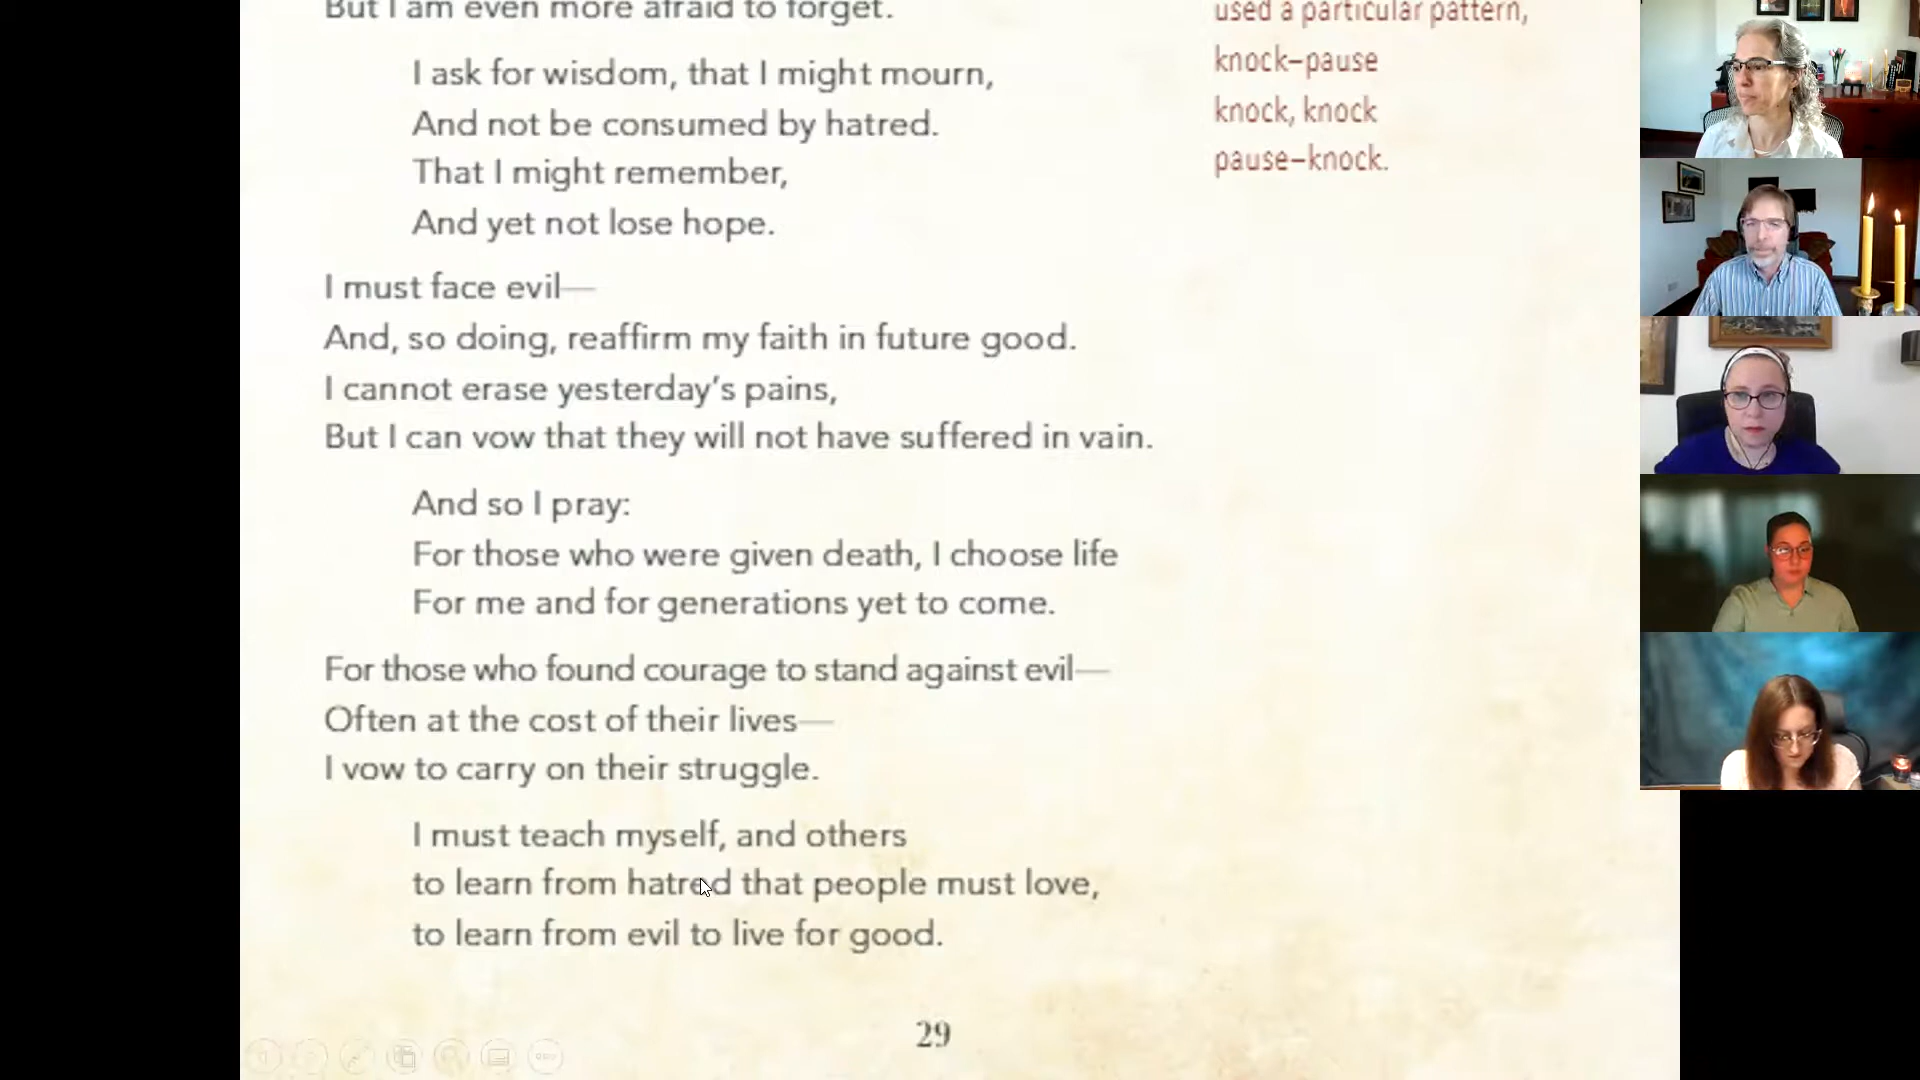 But I am even more afraid to forget.
I ask for wisdom, that I might mourn,
And not be consumed by hatred.
That I might remember,
And yet not lose hope.
I must face evil—
And, so doing, reaffirm my faith in future good.
I cannot erase yesterday's pains,
But I can vow that they will not have suffered in vain.
And so I pray:
For those who were given death, I choose life
For me and for generations yet to come.
For those who found courage to stand against evil—
Often at the cost of their lives—
I vow to carry on their struggle.
I must teach myself, and others
to learn from hatred that people must love,
to learn from evil to live for good.
used a particular pattern,
knock–pause
knock, knock
pause–knock.
29